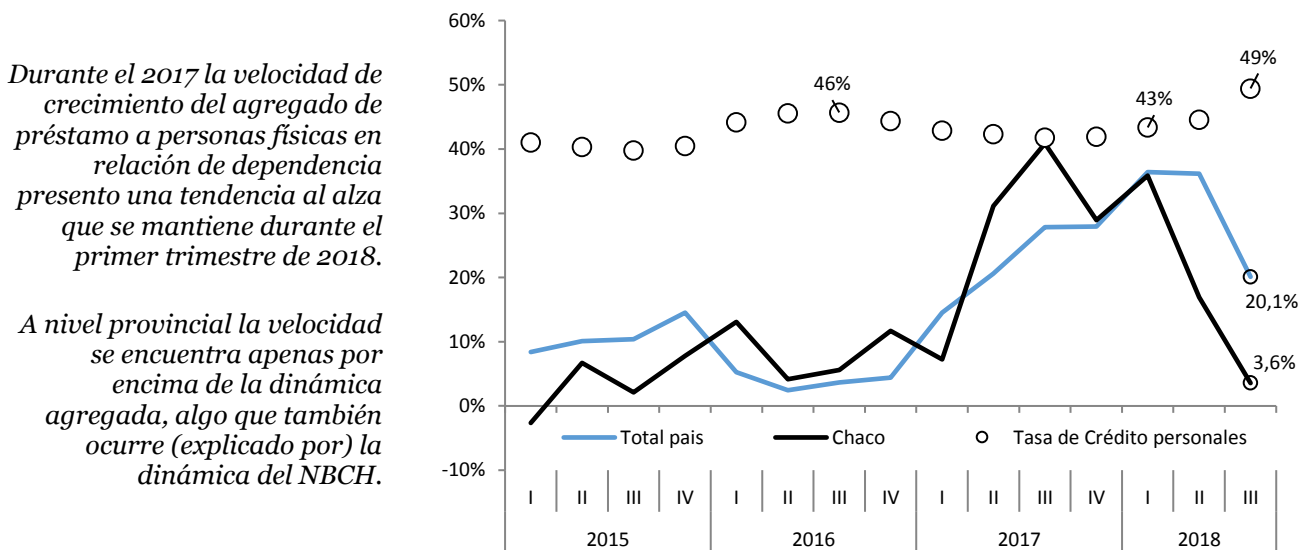 Durante el 2017 la velocidad de
crecimiento del agregado de
préstamo a personas físicas en
relación de dependencia
presento una tendencia al alza
que se mantiene durante el
primer trimestre de 2018.
A nivel provincial la velocidad
se encuentra apenas por
encima de la dinámica
agregada, algo que también
ocurre (explicado por) la
dinámica del NBCH.
60%
50%
40%
30%
20%
10%
0%
-10%
46%
43%
49%
20,1%
3,6%
Total pais Chaco Tasa de Crédito personales
I II III IV I II III IV I II III IV I II III
2015 2016 2017 2018